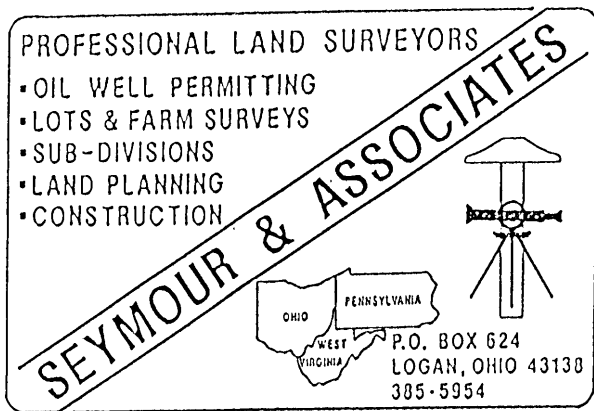 PROFESSIONAL LAND SURVEYORS
▪OIL WELL PERMITTING
▪LOTS & FARM SURVEYS
▪SUB-DIVISIONS
▪LAND PLANNING
▪CONSTRUCTION
SEYMOUR & ASSOCIATES
OHIO
PENNSYLVANIA
WEST
VIRGINIA
P.O. BOX 624
LOGAN, OHIO 43138
385-5954